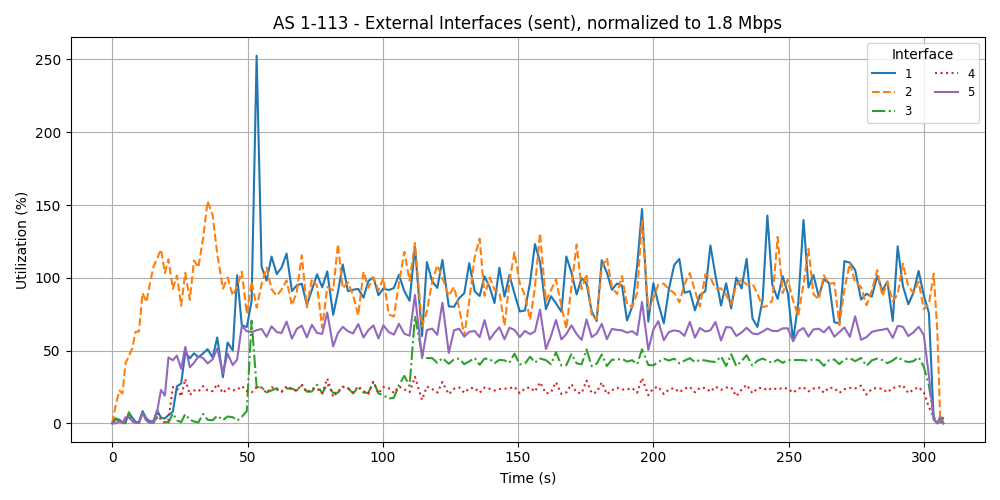 AS 1-113 - External Interfaces (sent), normalized to 1.8 Mbps
Utilization (%)
250
200
150
100
50
0
0 50 100 150 200 250 300
Time (s)
Interface
1 4
2 5
3